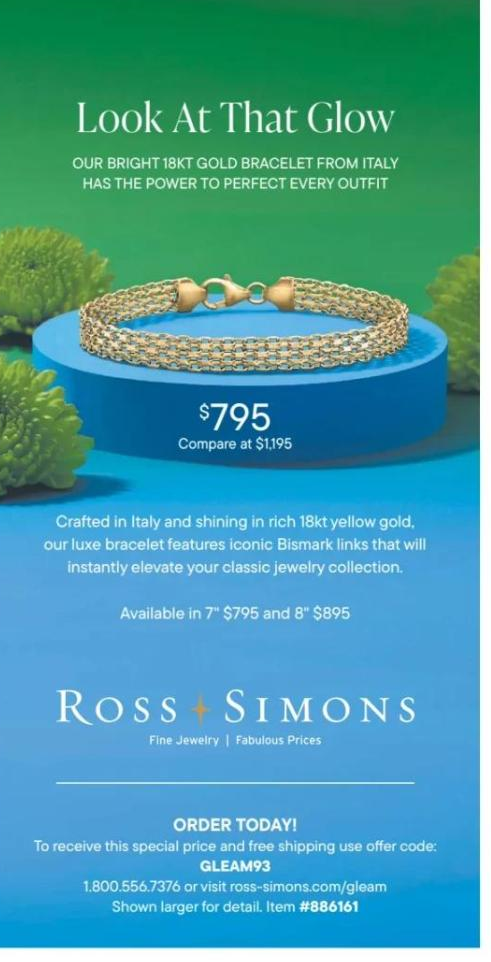 Look At That Glow
OUR BRIGHT 18KT GOLD BRACELET FROM ITALY
HAS THE POWER TO PERFECT EVERY OUTFIT
$795
Compare at $1,195
Crafted in Italy and shining in rich 18kt yellow gold,
our luxe bracelet features iconic Bismark links that will
instantly elevate your classic jewelry collection.
Available in 7" $795 and 8" $895
ROSS SIMONS
Fine Jewelry | Fabulous Prices
ORDER TODAY!
To receive this special price and free shipping use offer code:
GLEAM93
1.800.556.7376 or visit ross-simons.com/gleam
Shown larger for detail. Item #886161